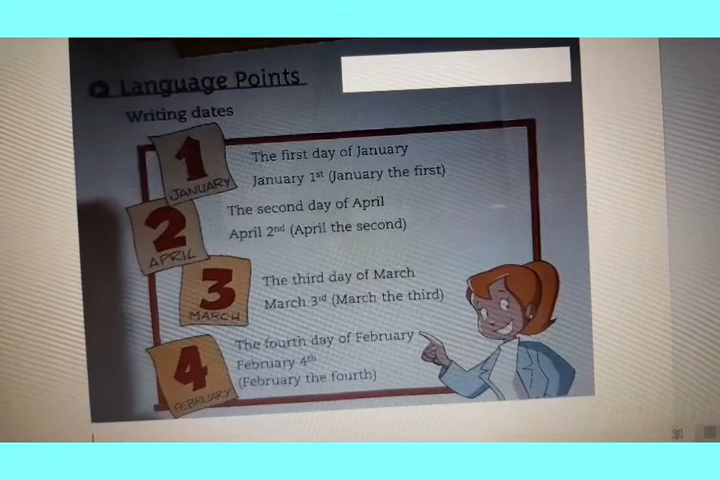 Language Points
Writing dates
1
JANUARY
The first day of January
January 1st (January the first)
2
APRIL
The second day of April
April 2nd (April the second)
3
MARCH
The third day of March
March 3rd (March the third)
4
FEBRUARY
The fourth day of February
February 4th
(February the fourth)